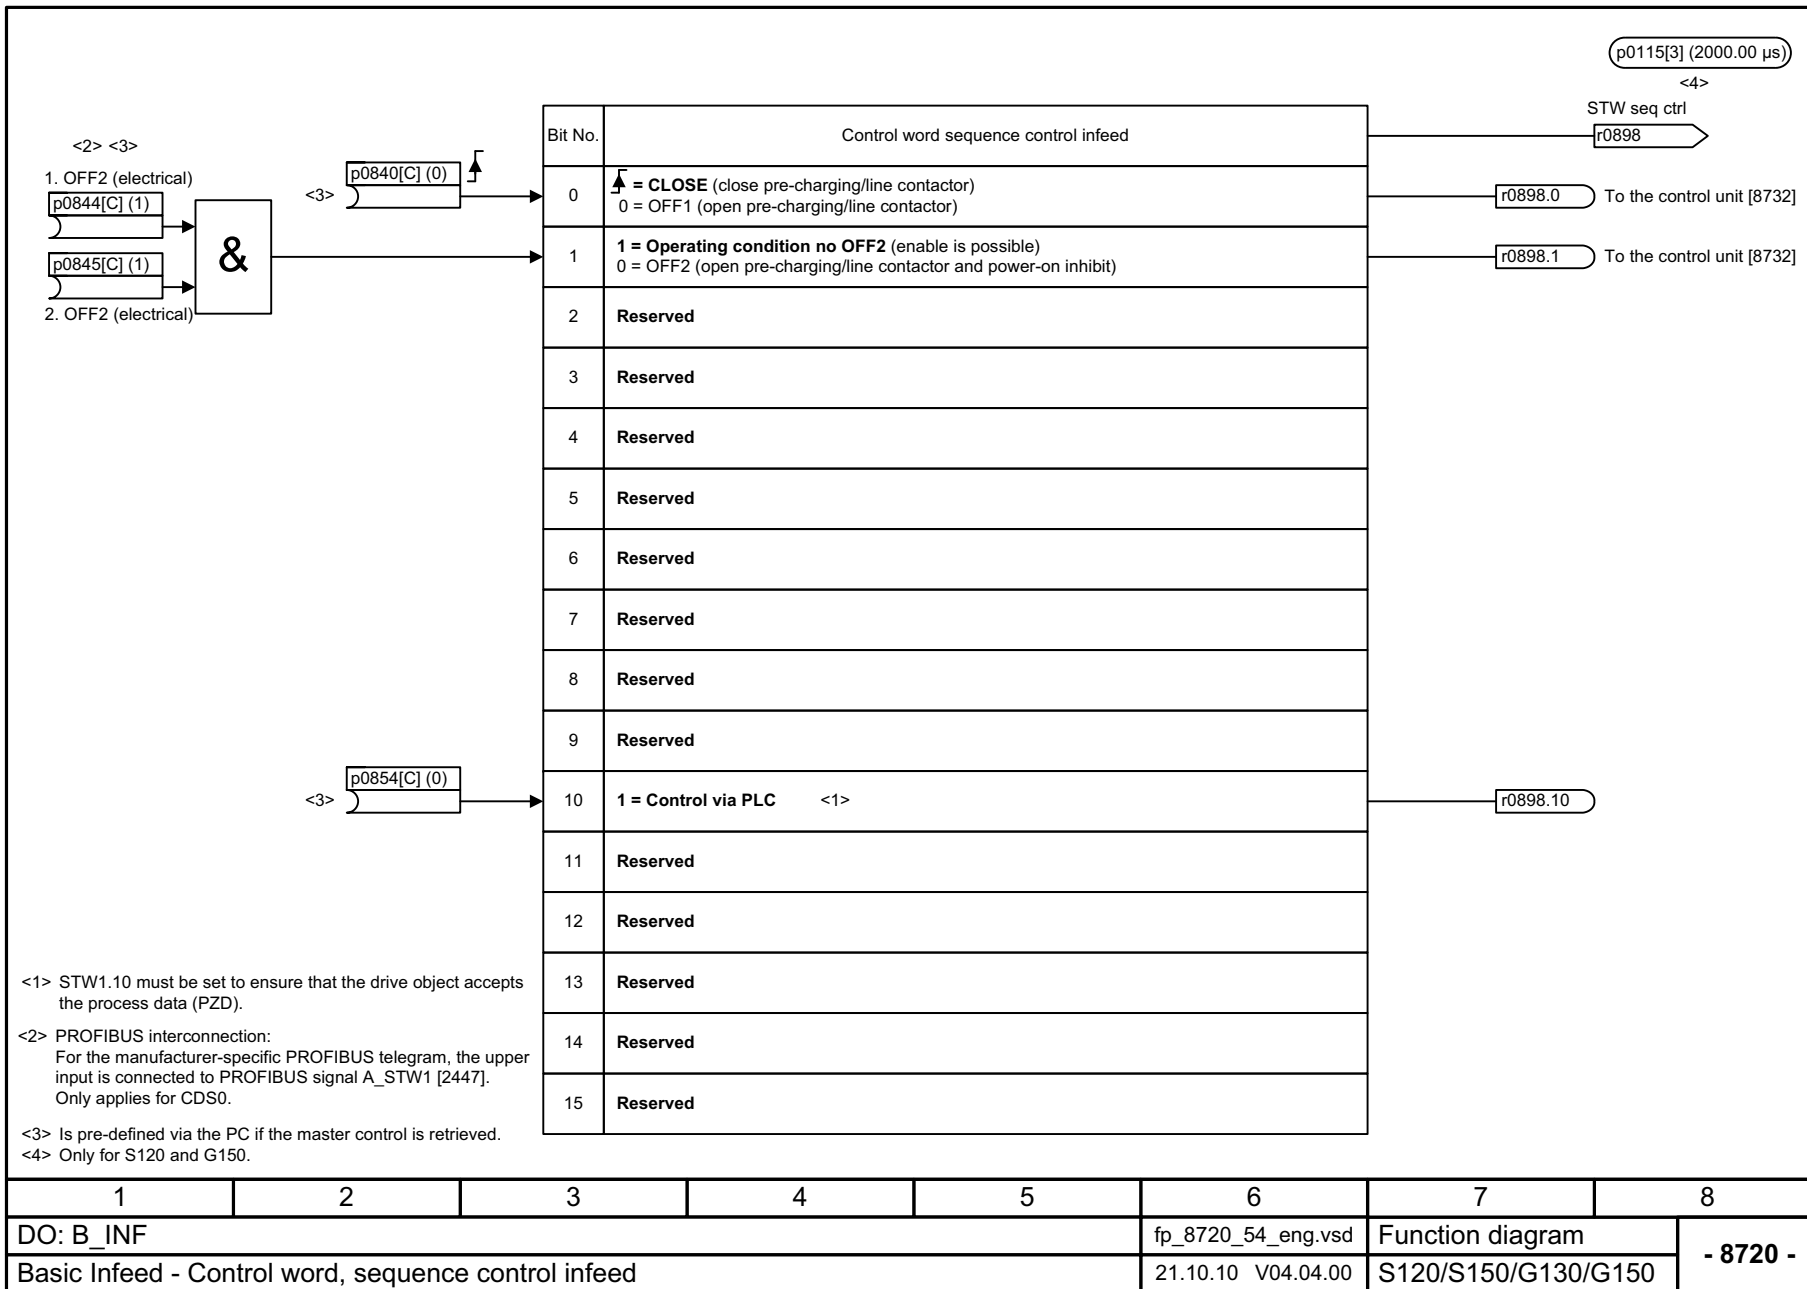 p0115[3] (2000.00 µs)
<4>
STW seq ctrl
r0898
Bit No. Control word sequence control infeed
<2> <3>
1. OFF2 (electrical)
p0844[C] (1)
&
p0845[C] (1)
2. OFF2 (electrical)
<3> p0840[C] (0)
0 = CLOSE (close pre-charging/line contactor)
0 = OFF1 (open pre-charging/line contactor)
r0898.0 To the control unit [8732]
1 1 = Operating condition no OFF2 (enable is possible)
0 = OFF2 (open pre-charging/line contactor and power-on inhibit)
r0898.1 To the control unit [8732]
2 Reserved
3 Reserved
4 Reserved
5 Reserved
6 Reserved
7 Reserved
8 Reserved
9 Reserved
<3> p0854[C] (0)
10 1 = Control via PLC <1>
r0898.10
11 Reserved
12 Reserved
13 Reserved
14 Reserved
15 Reserved
<1> STW1.10 must be set to ensure that the drive object accepts
the process data (PZD).
<2> PROFIBUS interconnection:
For the manufacturer-specific PROFIBUS telegram, the upper
input is connected to PROFIBUS signal A_STW1 [2447].
Only applies for CDS0.
<3> Is pre-defined via the PC if the master control is retrieved.
<4> Only for S120 and G150.
1 2 3 4 5 6 7 8
DO: B_INF
fp_8720_54_eng.vsd
Function diagram
- 8720 -
Basic Infeed - Control word, sequence control infeed
21.10.10 V04.04.00
S120/S150/G130/G150